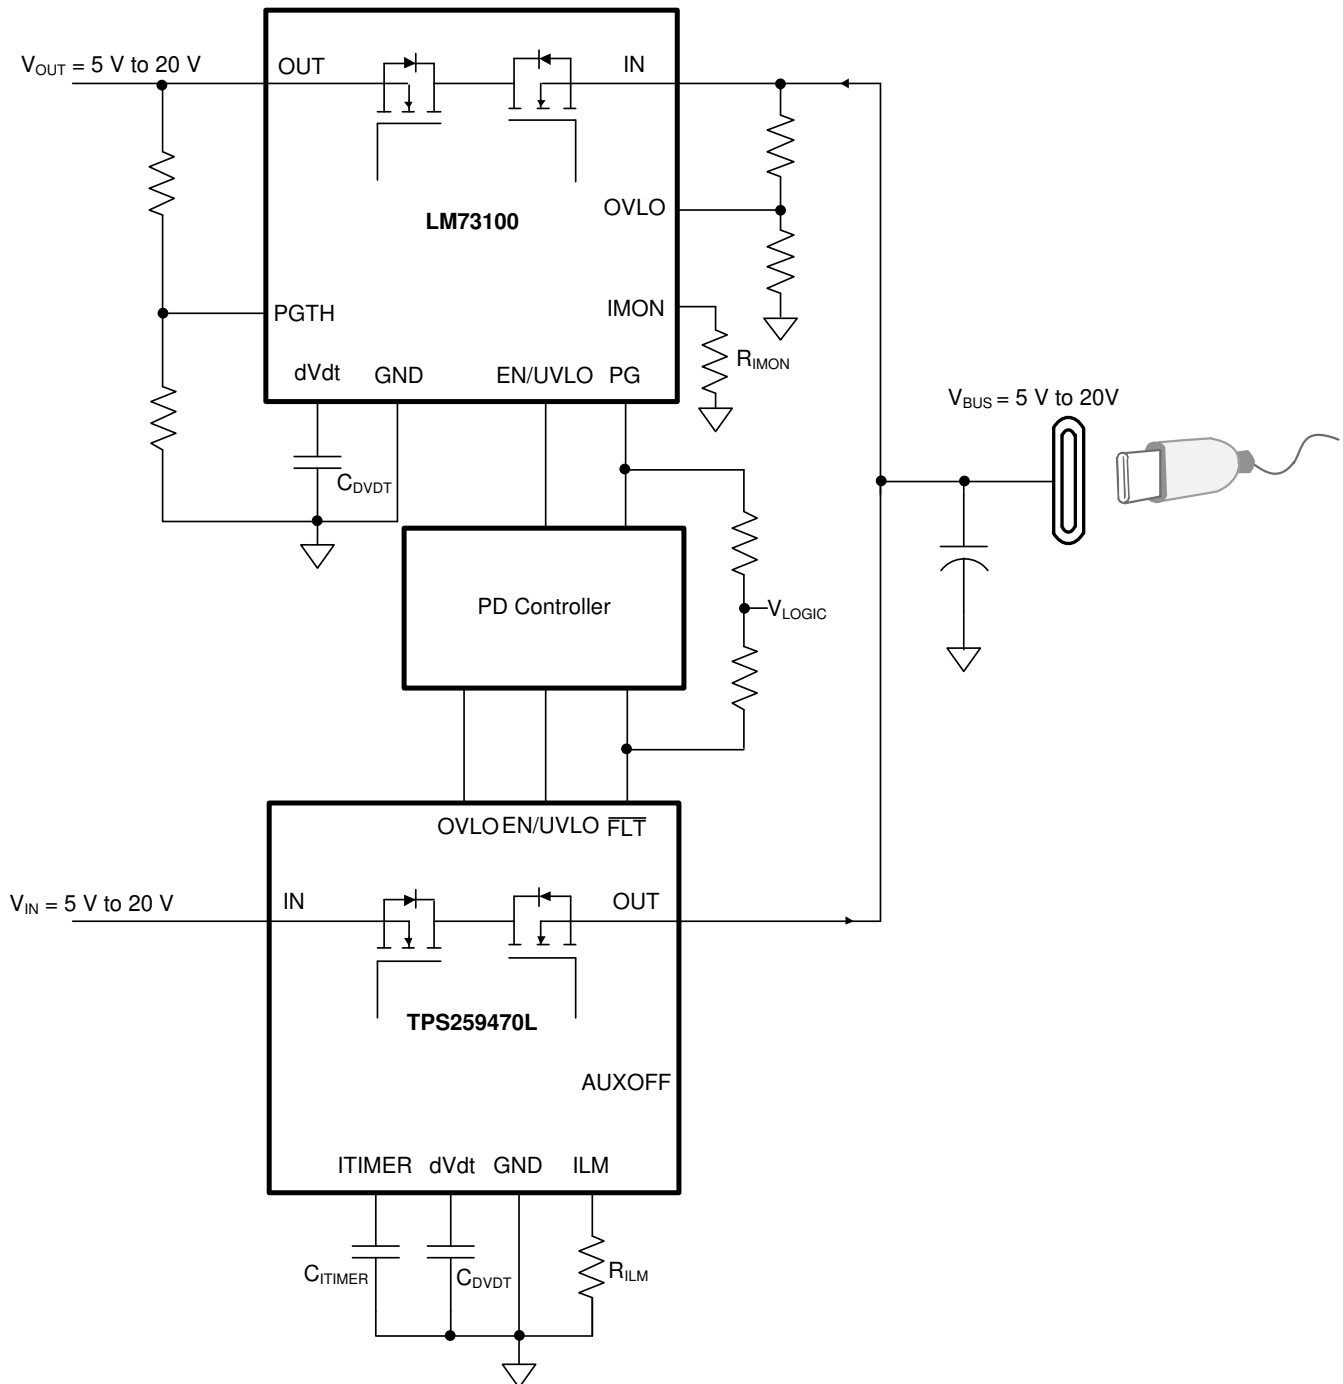 V_OUT = 5 V to 20 V
OUT
IN
LM73100
OVLO
PGTH
IMON
R_IMON
dVdt
GND
EN/UVLO
PG
C_DVDT
V_BUS = 5 V to 20V
PD Controller
V_LOGIC
OVLO
EN/UVLO
FLT
V_IN = 5 V to 20 V
IN
OUT
TPS259470L
AUXOFF
ITIMER
dVdt
GND
ILM
C_ITIMER
C_DVDT
R_ILM